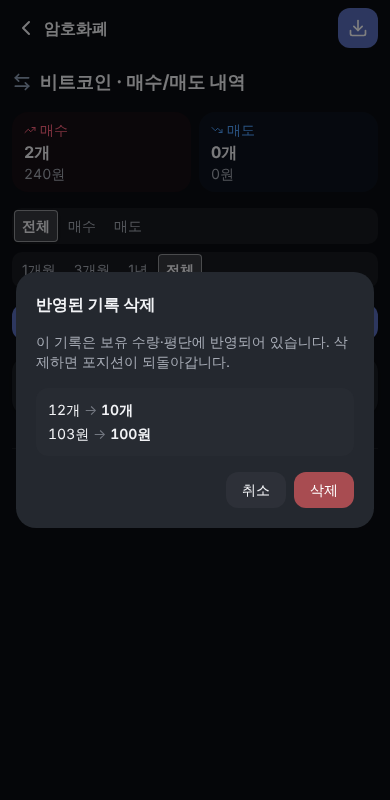 암호화폐
비트코인 · 매수/매도 내역
매수
2개
240원
매도
0개
0원
전체 매수 매도
1개월 3개월 1년 전체
반영된 기록 삭제
이 기록은 보유 수량·평단에 반영되어 있습니다. 삭
제하면 포지션이 되돌아갑니다.
12개 → 10개
103원 → 100원
취소 삭제